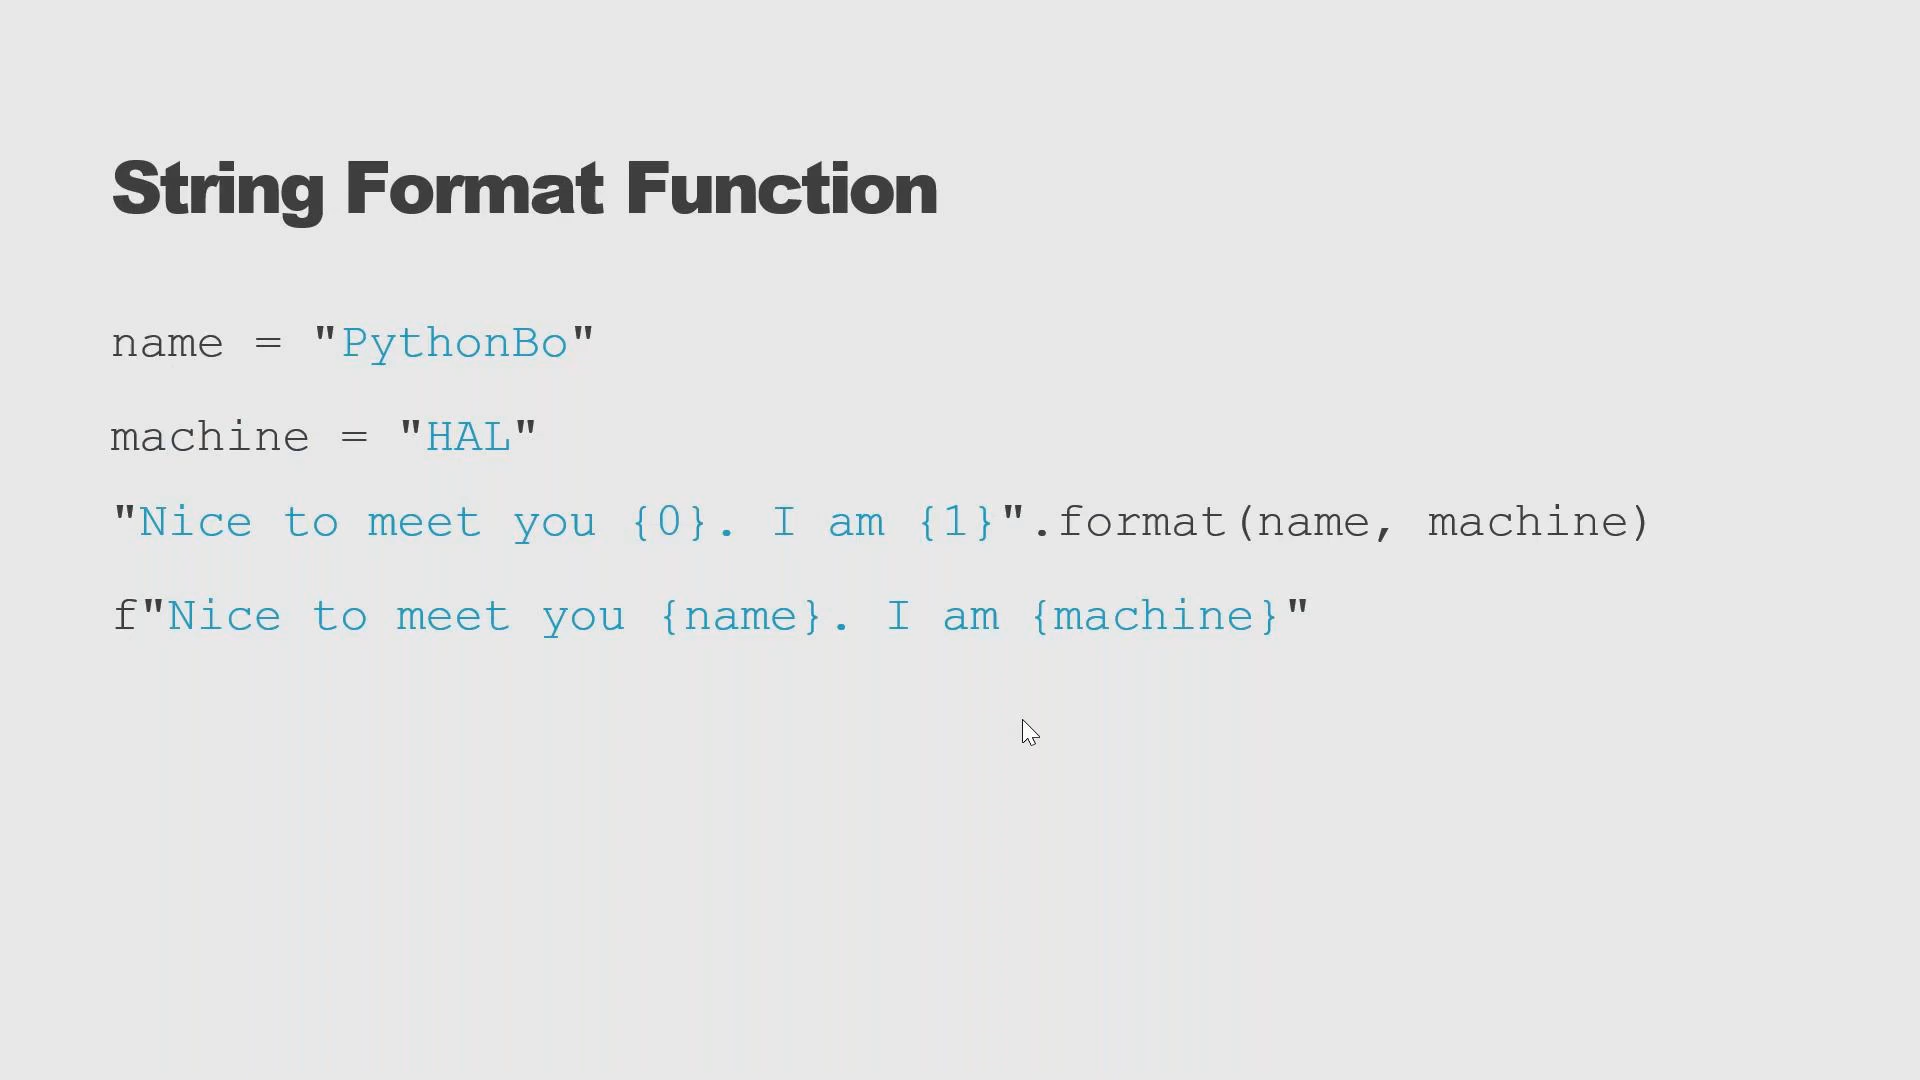 String Format Function
name = "PythonBo"
machine = "HAL"
"Nice to meet you {0}. I am {1}".format(name, machine)
f"Nice to meet you {name}. I am {machine}"